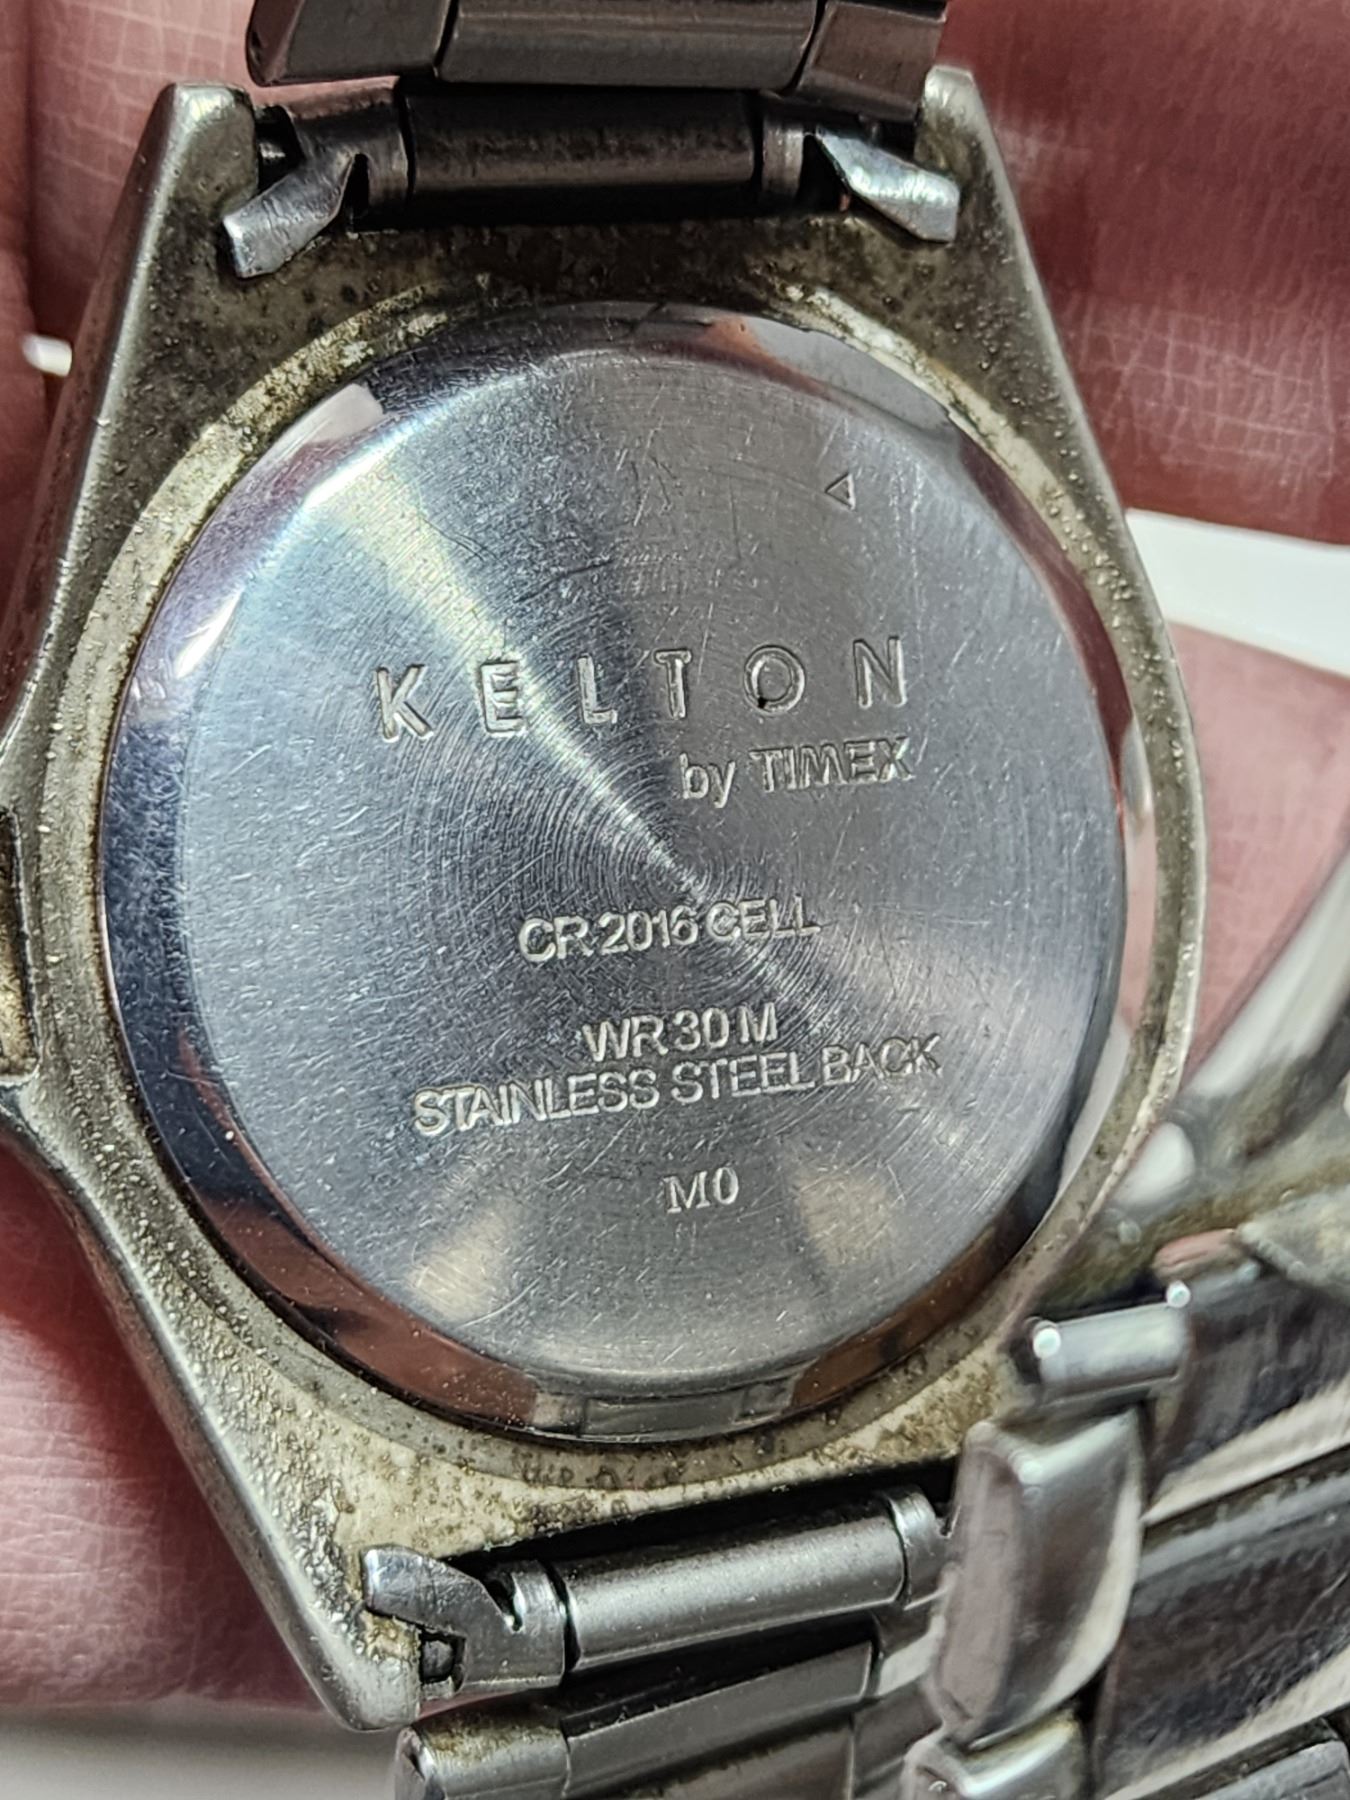 KELTON
by TIMEX
CR 2016 CELL
WR 30 M
STAINLESS STEEL BACK
M0